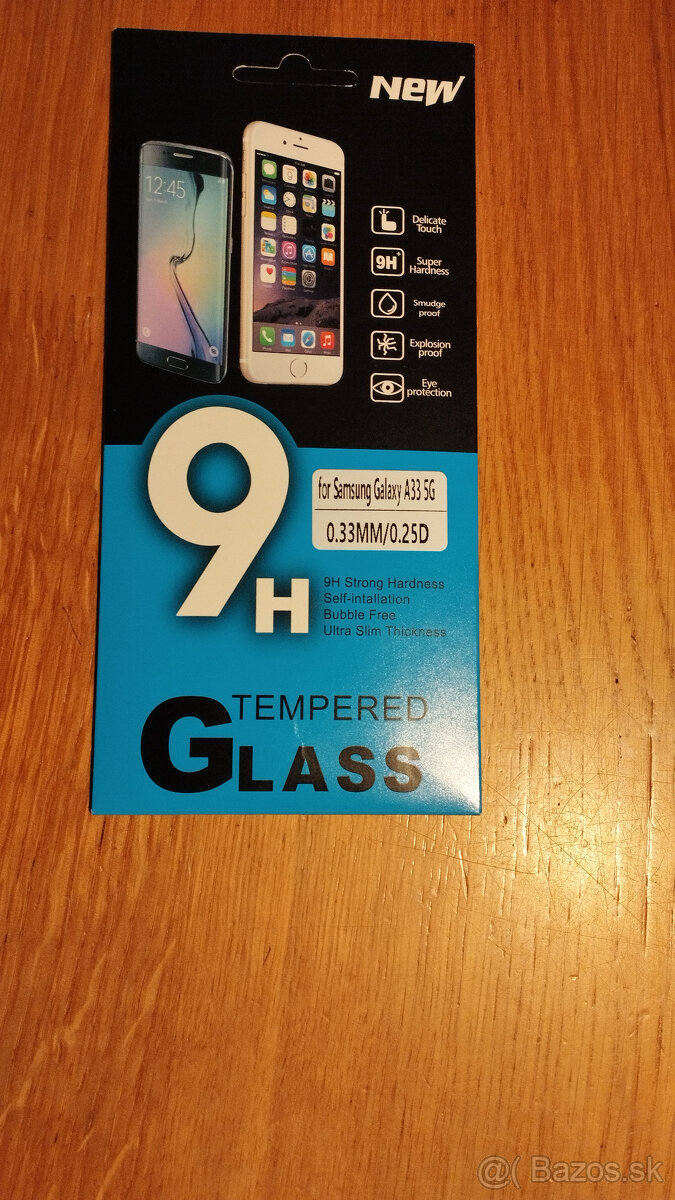 New
12:45
Delicate
Touch
9H+
Super
Hardness
Smudge
proof
Explosion
proof
Eye
protection
9H
for Samsung Galaxy A33 5G
0.33MM/0.25D
9H Strong Hardness
Self-intallation
Bubble Free
Ultra Slim Thickness
TEMPERED
GLASS
@( Bazos.sk